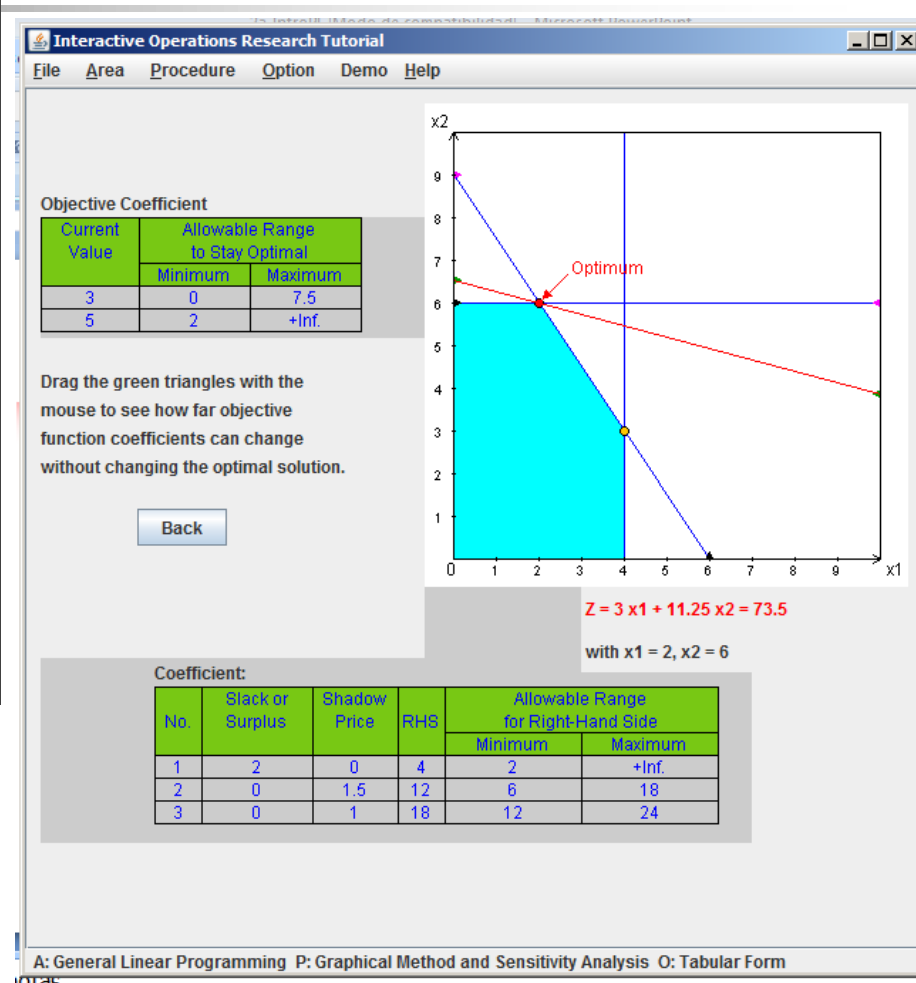 Interactive Operations Research Tutorial
File Area Procedure Option Demo Help
Objective Coefficient
Current Value Allowable Range to Stay Optimal
Minimum Maximum
3 0 7.5
5 2 +Inf.
Drag the green triangles with the
mouse to see how far objective
function coefficients can change
without changing the optimal solution.
Back
x2
9
8
7
Optimum
6
5
4
3
2
1
0 1 2 3 4 5 6 7 8 9 x1
Z = 3 x1 + 11.25 x2 = 73.5
with x1 = 2, x2 = 6
Coefficient:
No. Slack or Surplus Shadow Price RHS Allowable Range for Right-Hand Side
Minimum Maximum
1 2 0 4 2 +Inf.
2 0 1.5 12 6 18
3 0 1 18 12 24
A: General Linear Programming P: Graphical Method and Sensitivity Analysis O: Tabular Form